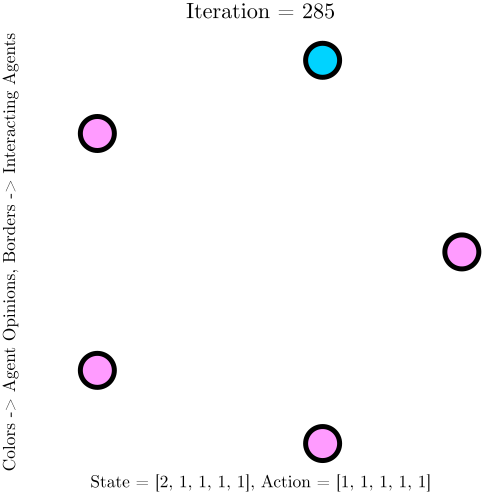 Iteration = 285
Colors -> Agent Opinions, Borders -> Interacting Agents
State = [2, 1, 1, 1, 1], Action = [1, 1, 1, 1, 1]